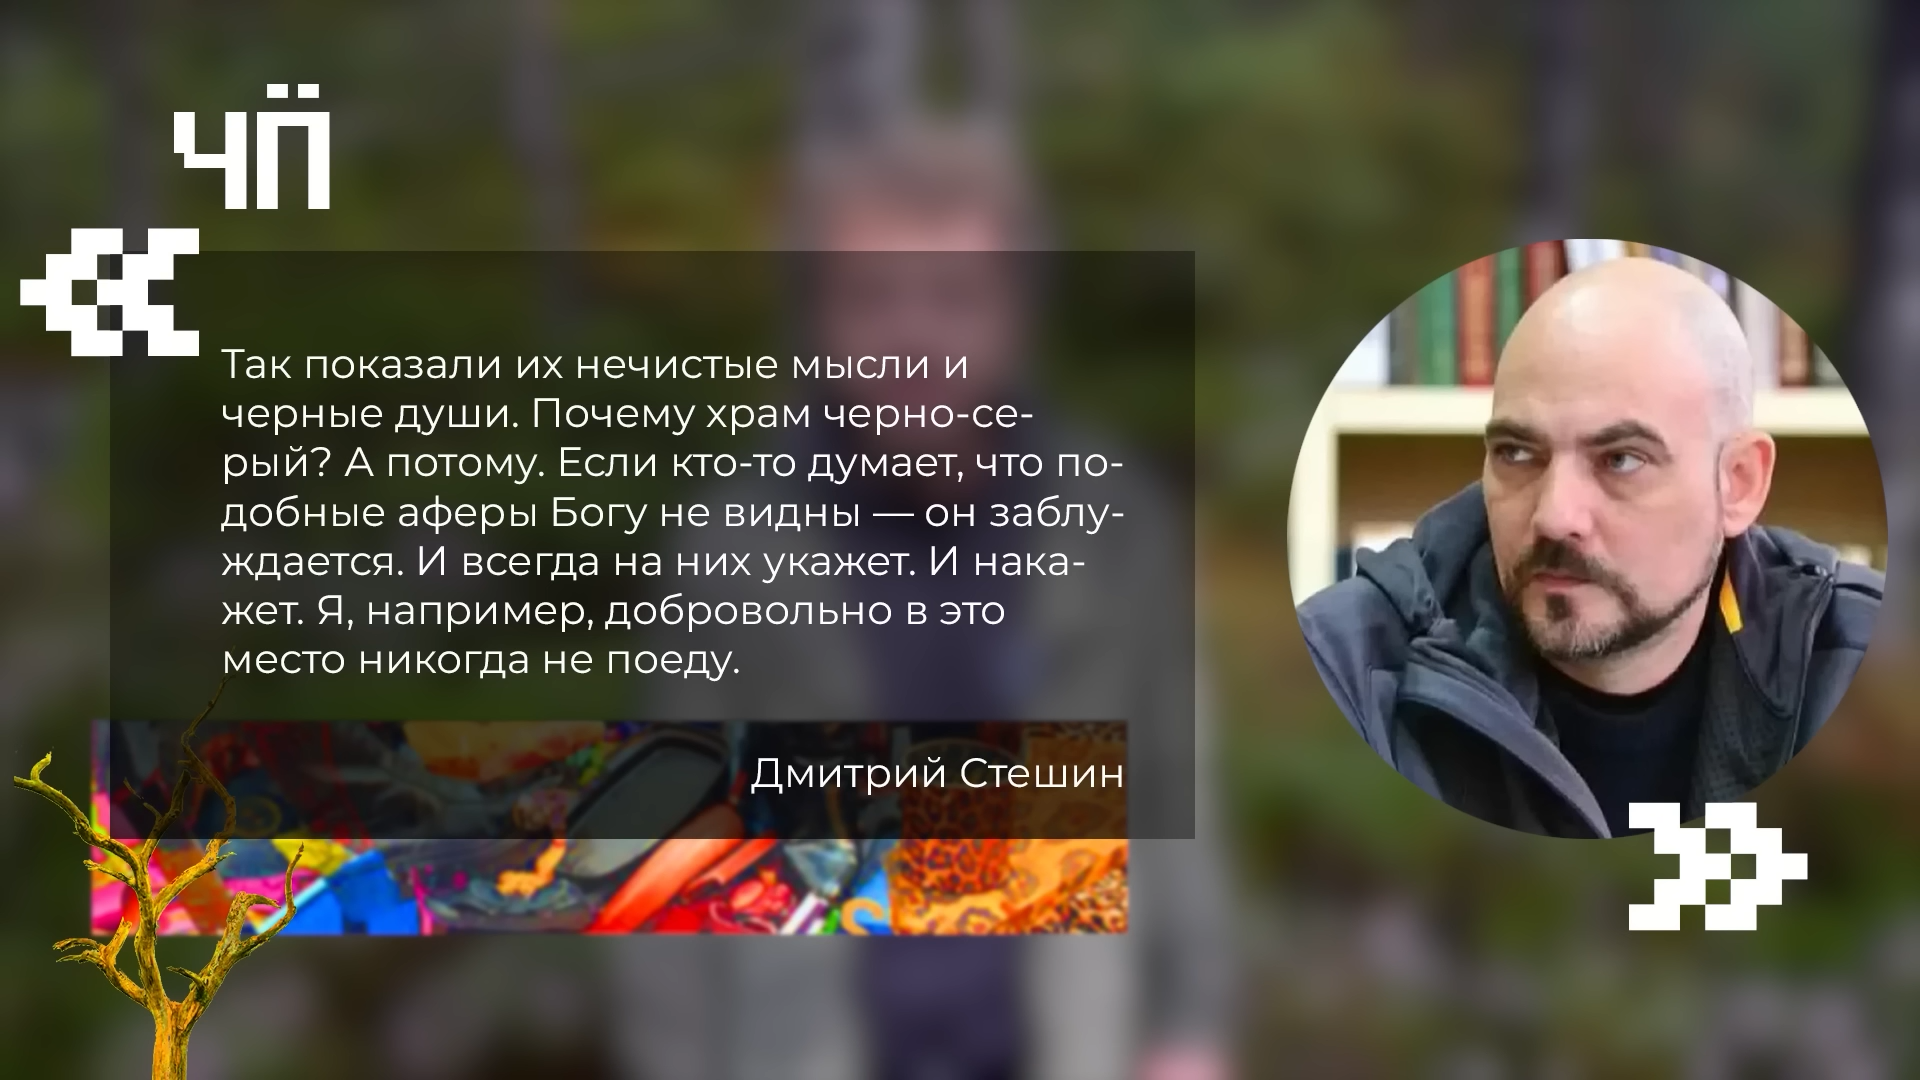 ЧП̈
«
Так показали их нечистые мысли и
черные души. Почему храм черно-се-
рый? А потому. Если кто-то думает, что по-
добные аферы Богу не видны — он заблу-
ждается. И всегда на них укажет. И нака-
жет. Я, например, добровольно в это
место никогда не поеду.
Дмитрий Стешин
»